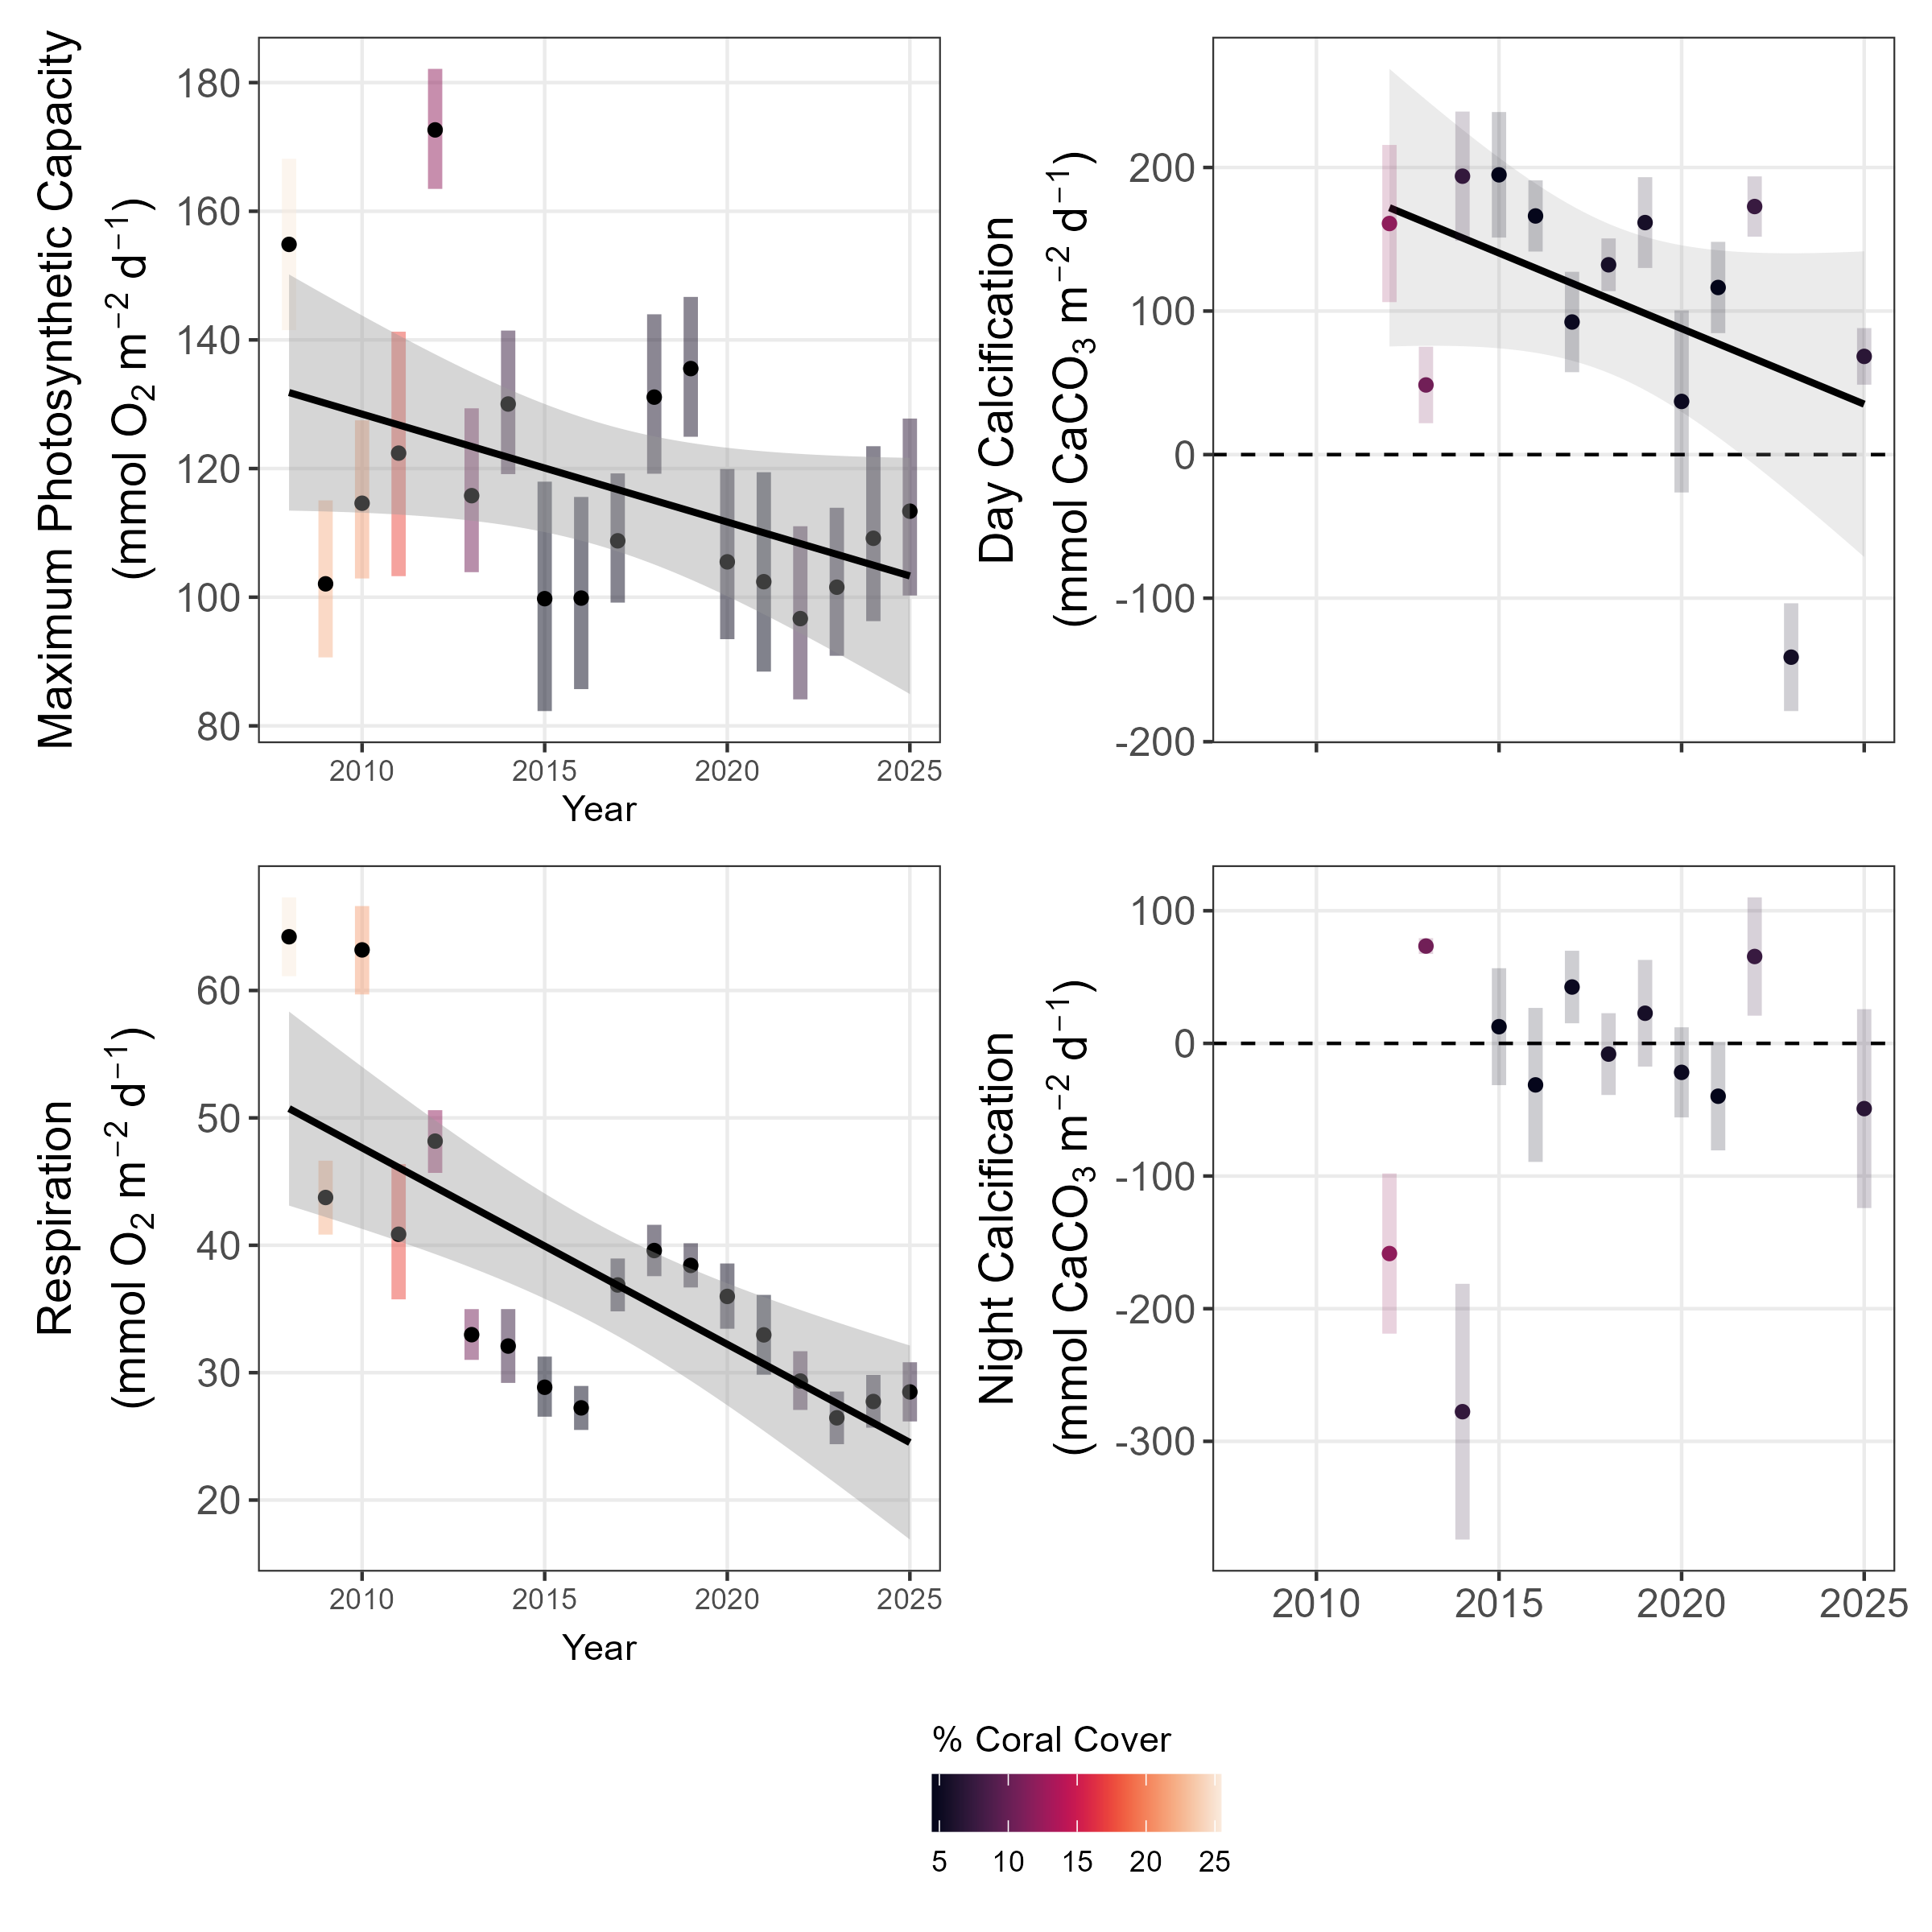 Maximum Photosynthetic Capacity
(mmol O₂ m⁻² d⁻¹)
180
160
140
120
100
80
2010 2015 2020 2025
Year
Day Calcification
(mmol CaCO₃ m⁻² d⁻¹)
200
100
0
-100
-200
Respiration
(mmol O₂ m⁻² d⁻¹)
60
50
40
30
20
2010 2015 2020 2025
Year
Night Calcification
(mmol CaCO₃ m⁻² d⁻¹)
100
0
-100
-200
-300
2010 2015 2020 2025
% Coral Cover
5 10 15 20 25